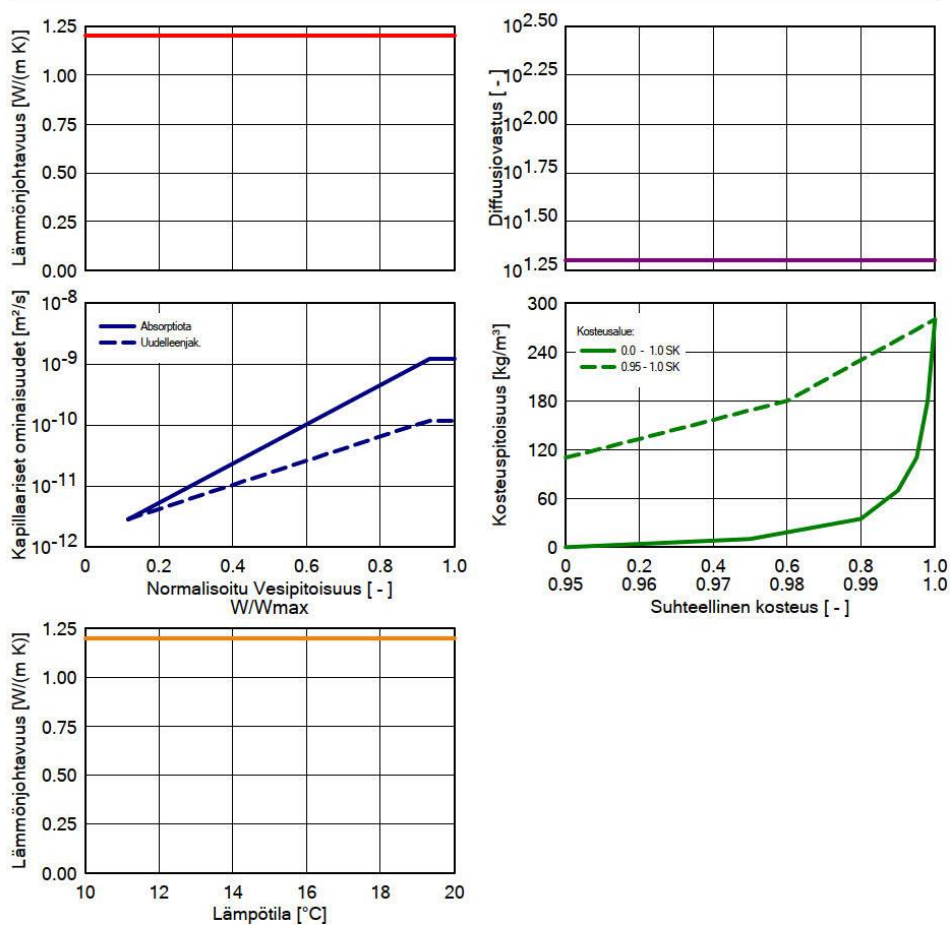 Lämmönjohtavuus [W/(m K)]
1.25
1.00
0.75
0.50
0.25
0.00
Diffuusiovastus [ - ]
10^2.50
10^2.25
10^2.00
10^1.75
10^1.50
10^1.25
Kapillaariset ominaisuudet [m²/s]
10^-8
10^-9
10^-10
10^-11
10^-12
Absorptiota
Uudelleenjak.
0 0.2 0.4 0.6 0.8 1.0
Normalisoitu Vesipitoisuus [ - ]
W/Wmax
Kosteuspitoisuus [kg/m³]
300
240
180
120
60
0
Kosteusalue:
0.0 - 1.0 SK
0.95 - 1.0 SK
0 0.2 0.4 0.6 0.8 1.0
0.95 0.96 0.97 0.98 0.99 1.0
Suhteellinen kosteus [ - ]
Lämmönjohtavuus [W/(m K)]
1.25
1.00
0.75
0.50
0.25
0.00
10 12 14 16 18 20
Lämpötila [°C]